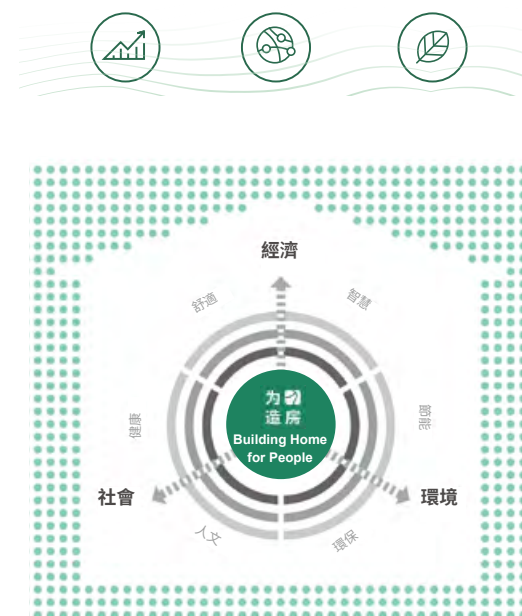 經濟
舒適
智慧
健康
節能
为人
造房
Building Home
for People
社會
環境
人文
環保